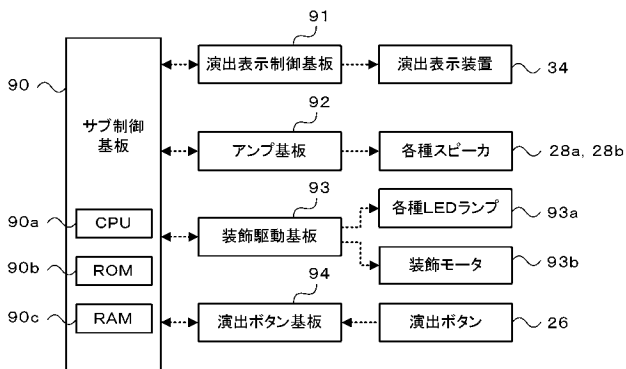 91
演出表示制御基板
演出表示装置
34
90
サブ制御
基板
92
アンプ基板
各種スピーカ
28a, 28b
93
各種LEDランプ
93a
90a
CPU
装飾駆動基板
90b
ROM
94
装飾モータ
93b
90c
RAM
演出ボタン基板
演出ボタン
26